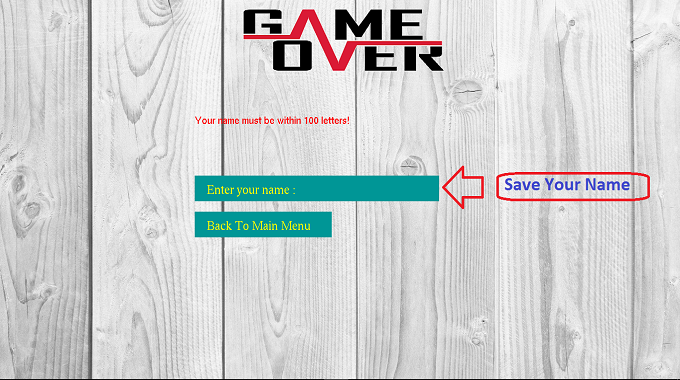 GAME
OVER
Your name must be within 100 letters!
Enter your name :
Save Your Name
Back To Main Menu